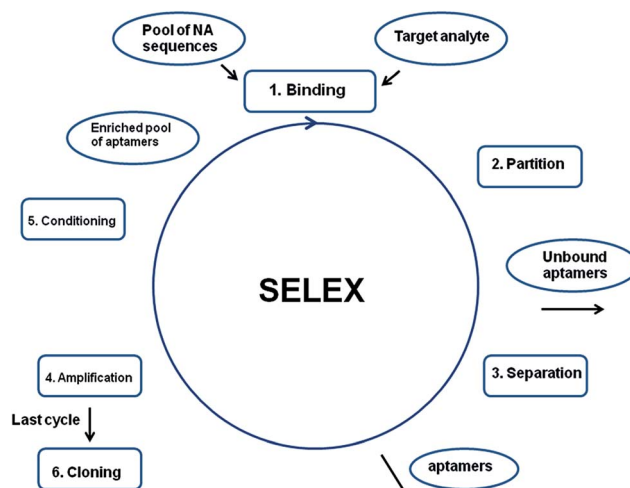 Pool of NA
sequences
Target analyte
1. Binding
Enriched pool
of aptamers
2. Partition
5. Conditioning
Unbound
aptamers
SELEX
4. Amplification
3. Separation
Last cycle
6. Cloning
aptamers